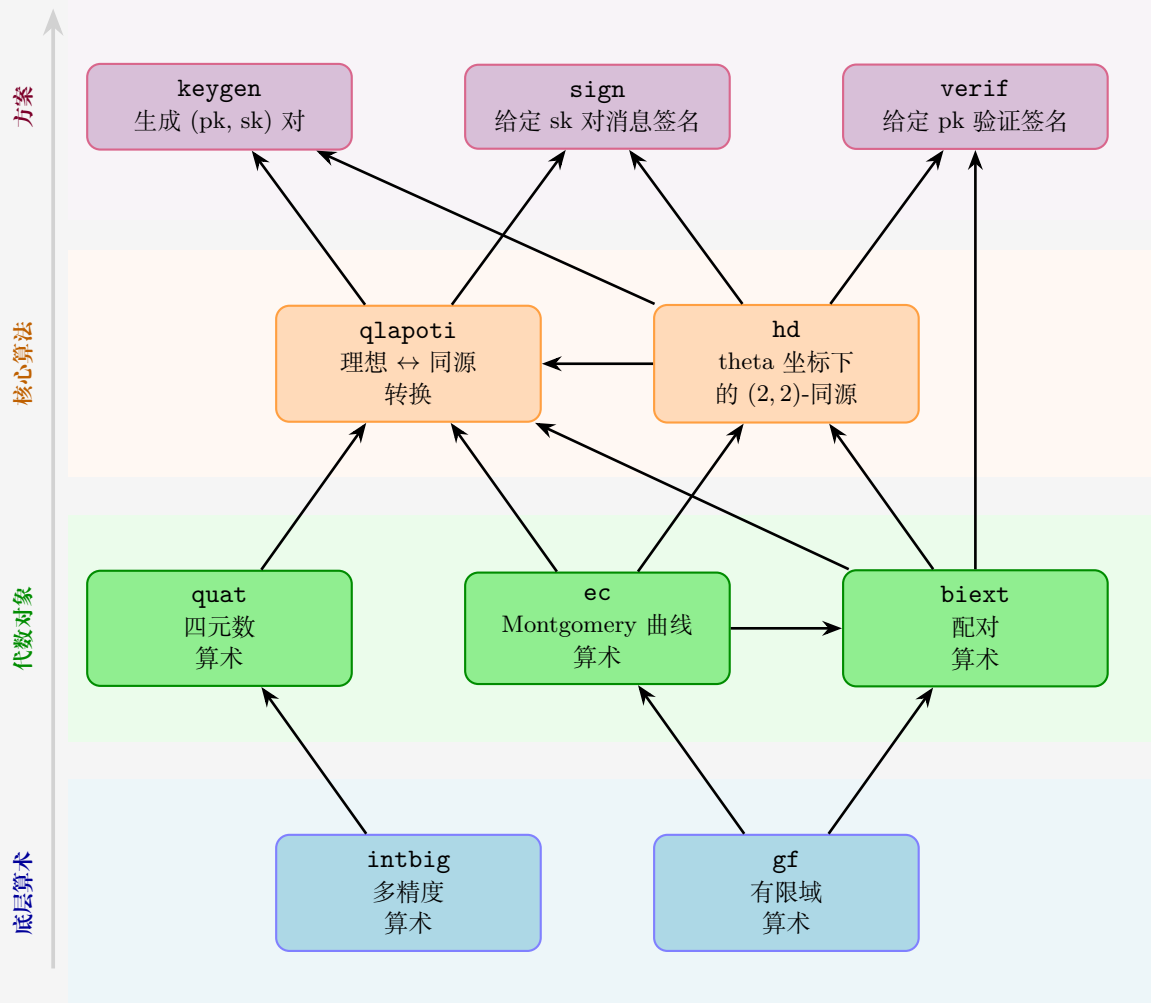 方案
keygen
生成 (pk, sk) 对
sign
给定 sk 对消息签名
verif
给定 pk 验证签名
核心算法
qlapoti
理想 ↔ 同源
转换
hd
theta 坐标下
的 (2, 2)-同源
代数对象
quat
四元数
算术
ec
Montgomery 曲线
算术
biext
配对
算术
底层算术
intbig
多精度
算术
gf
有限域
算术